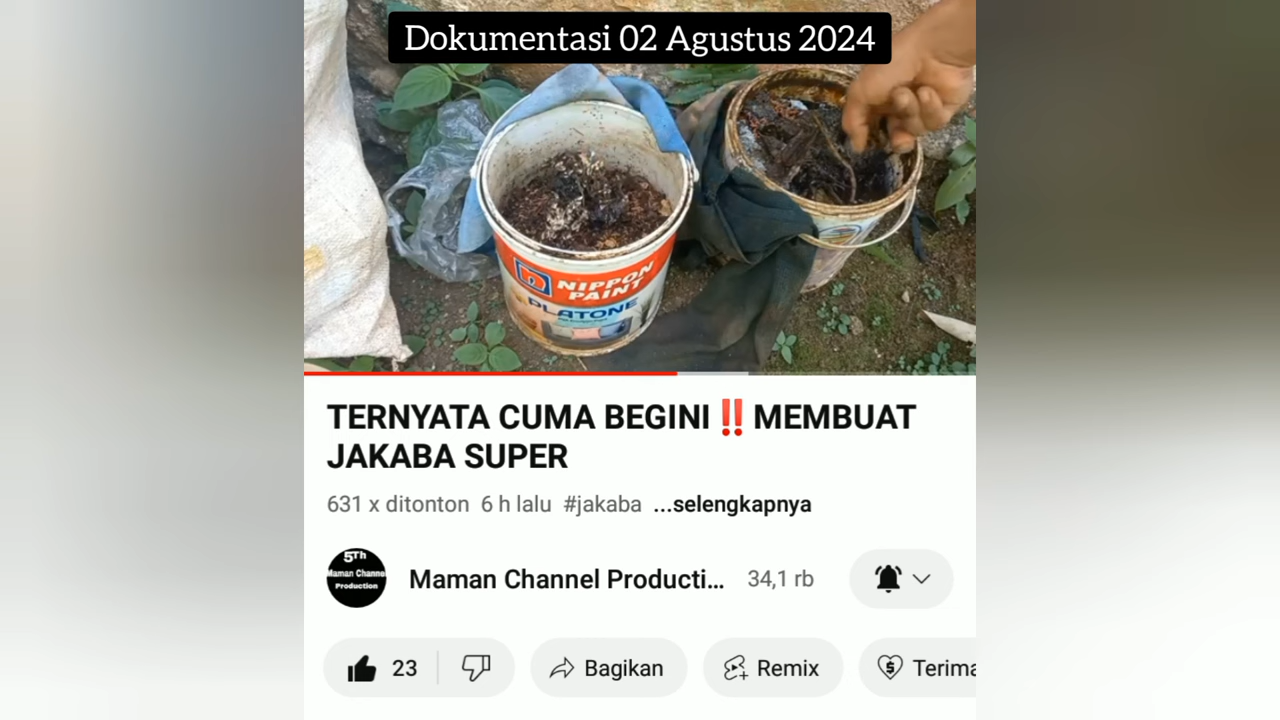 Dokumentasi 02 Agustus 2024
NIPPON
PAINT
PLATONE
TERNYATA CUMA BEGINI‼️MEMBUAT
JAKABA SUPER
631 x ditonton 6 h lalu #jakaba ...selengkapnya
5Th
Maman Channel
Production
Maman Channel Producti... 34,1 rb
23 Bagikan Remix Terima